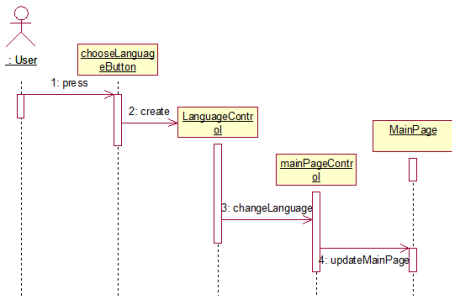 : User
chooseLanguag
eButton
1: press
2: create
LanguageContr
ol
MainPage
mainPageContr
ol
3: changeLanguage
4: updateMainPage